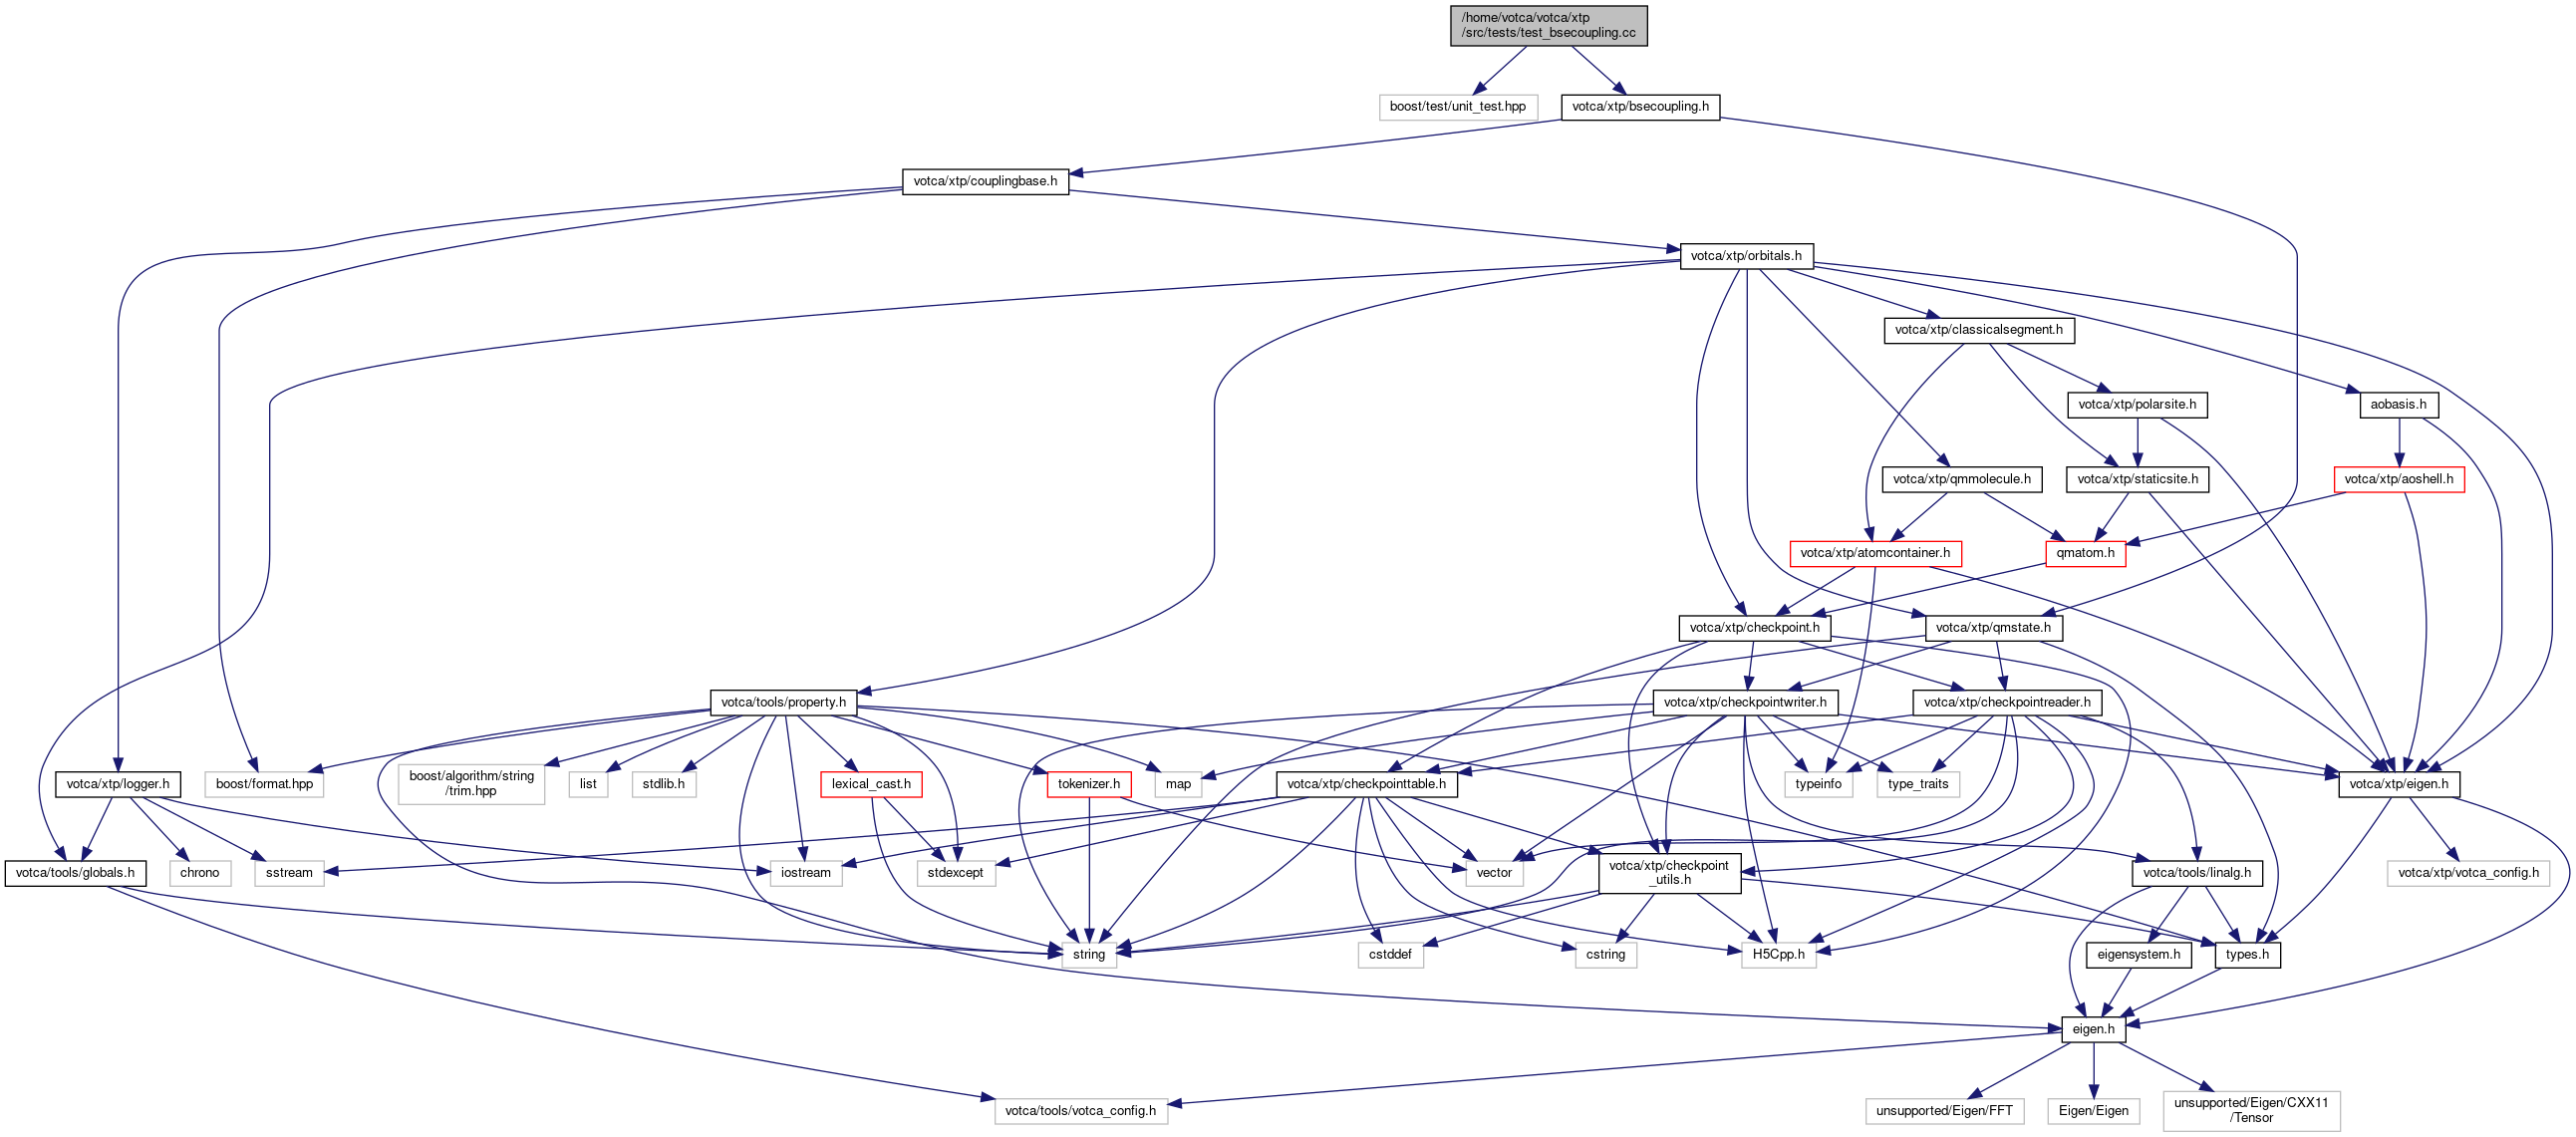 /home/votca/votca/xtp
/src/tests/test_bsecoupling.cc
boost/test/unit_test.hpp
votca/xtp/bsecoupling.h
votca/xtp/couplingbase.h
votca/xtp/orbitals.h
votca/xtp/classicalsegment.h
votca/xtp/polarsite.h
aobasis.h
votca/xtp/qmmolecule.h
votca/xtp/staticsite.h
votca/xtp/aoshell.h
votca/xtp/atomcontainer.h
qmatom.h
votca/xtp/checkpoint.h
votca/xtp/qmstate.h
votca/tools/property.h
votca/xtp/checkpointwriter.h
votca/xtp/checkpointreader.h
votca/xtp/logger.h
boost/format.hpp
boost/algorithm/string
/trim.hpp
list
stdlib.h
lexical_cast.h
tokenizer.h
map
votca/xtp/checkpointtable.h
typeinfo
type_traits
votca/xtp/eigen.h
votca/tools/globals.h
chrono
sstream
iostream
stdexcept
vector
votca/xtp/checkpoint
_utils.h
votca/tools/linalg.h
votca/xtp/votca_config.h
string
cstddef
cstring
H5Cpp.h
eigensystem.h
types.h
eigen.h
votca/tools/votca_config.h
unsupported/Eigen/FFT
Eigen/Eigen
unsupported/Eigen/CXX11
/Tensor